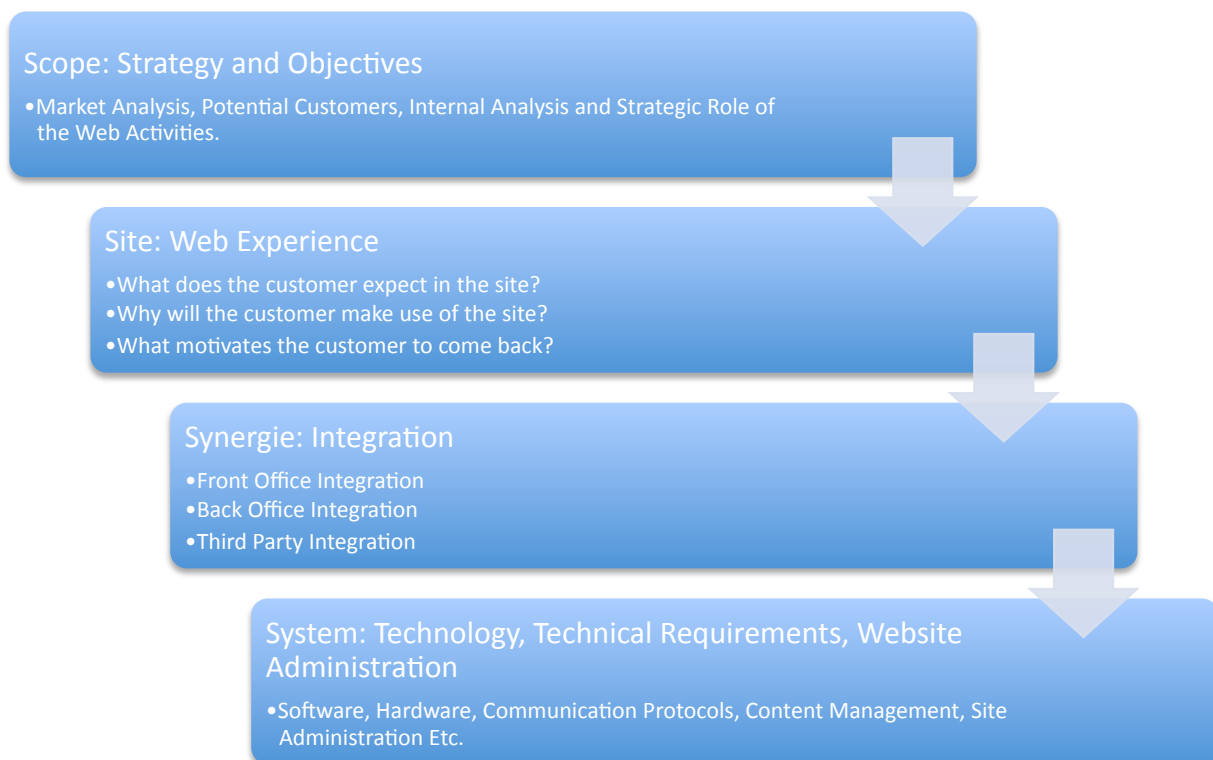 Scope: Strategy and Objectives
•Market Analysis, Potential Customers, Internal Analysis and Strategic Role of
the Web Activities.
Site: Web Experience
•What does the customer expect in the site?
•Why will the customer make use of the site?
•What motivates the customer to come back?
Synergie: Integration
•Front Office Integration
•Back Office Integration
•Third Party Integration
System: Technology, Technical Requirements, Website
Administration
•Software, Hardware, Communication Protocols, Content Management, Site
Administration Etc.